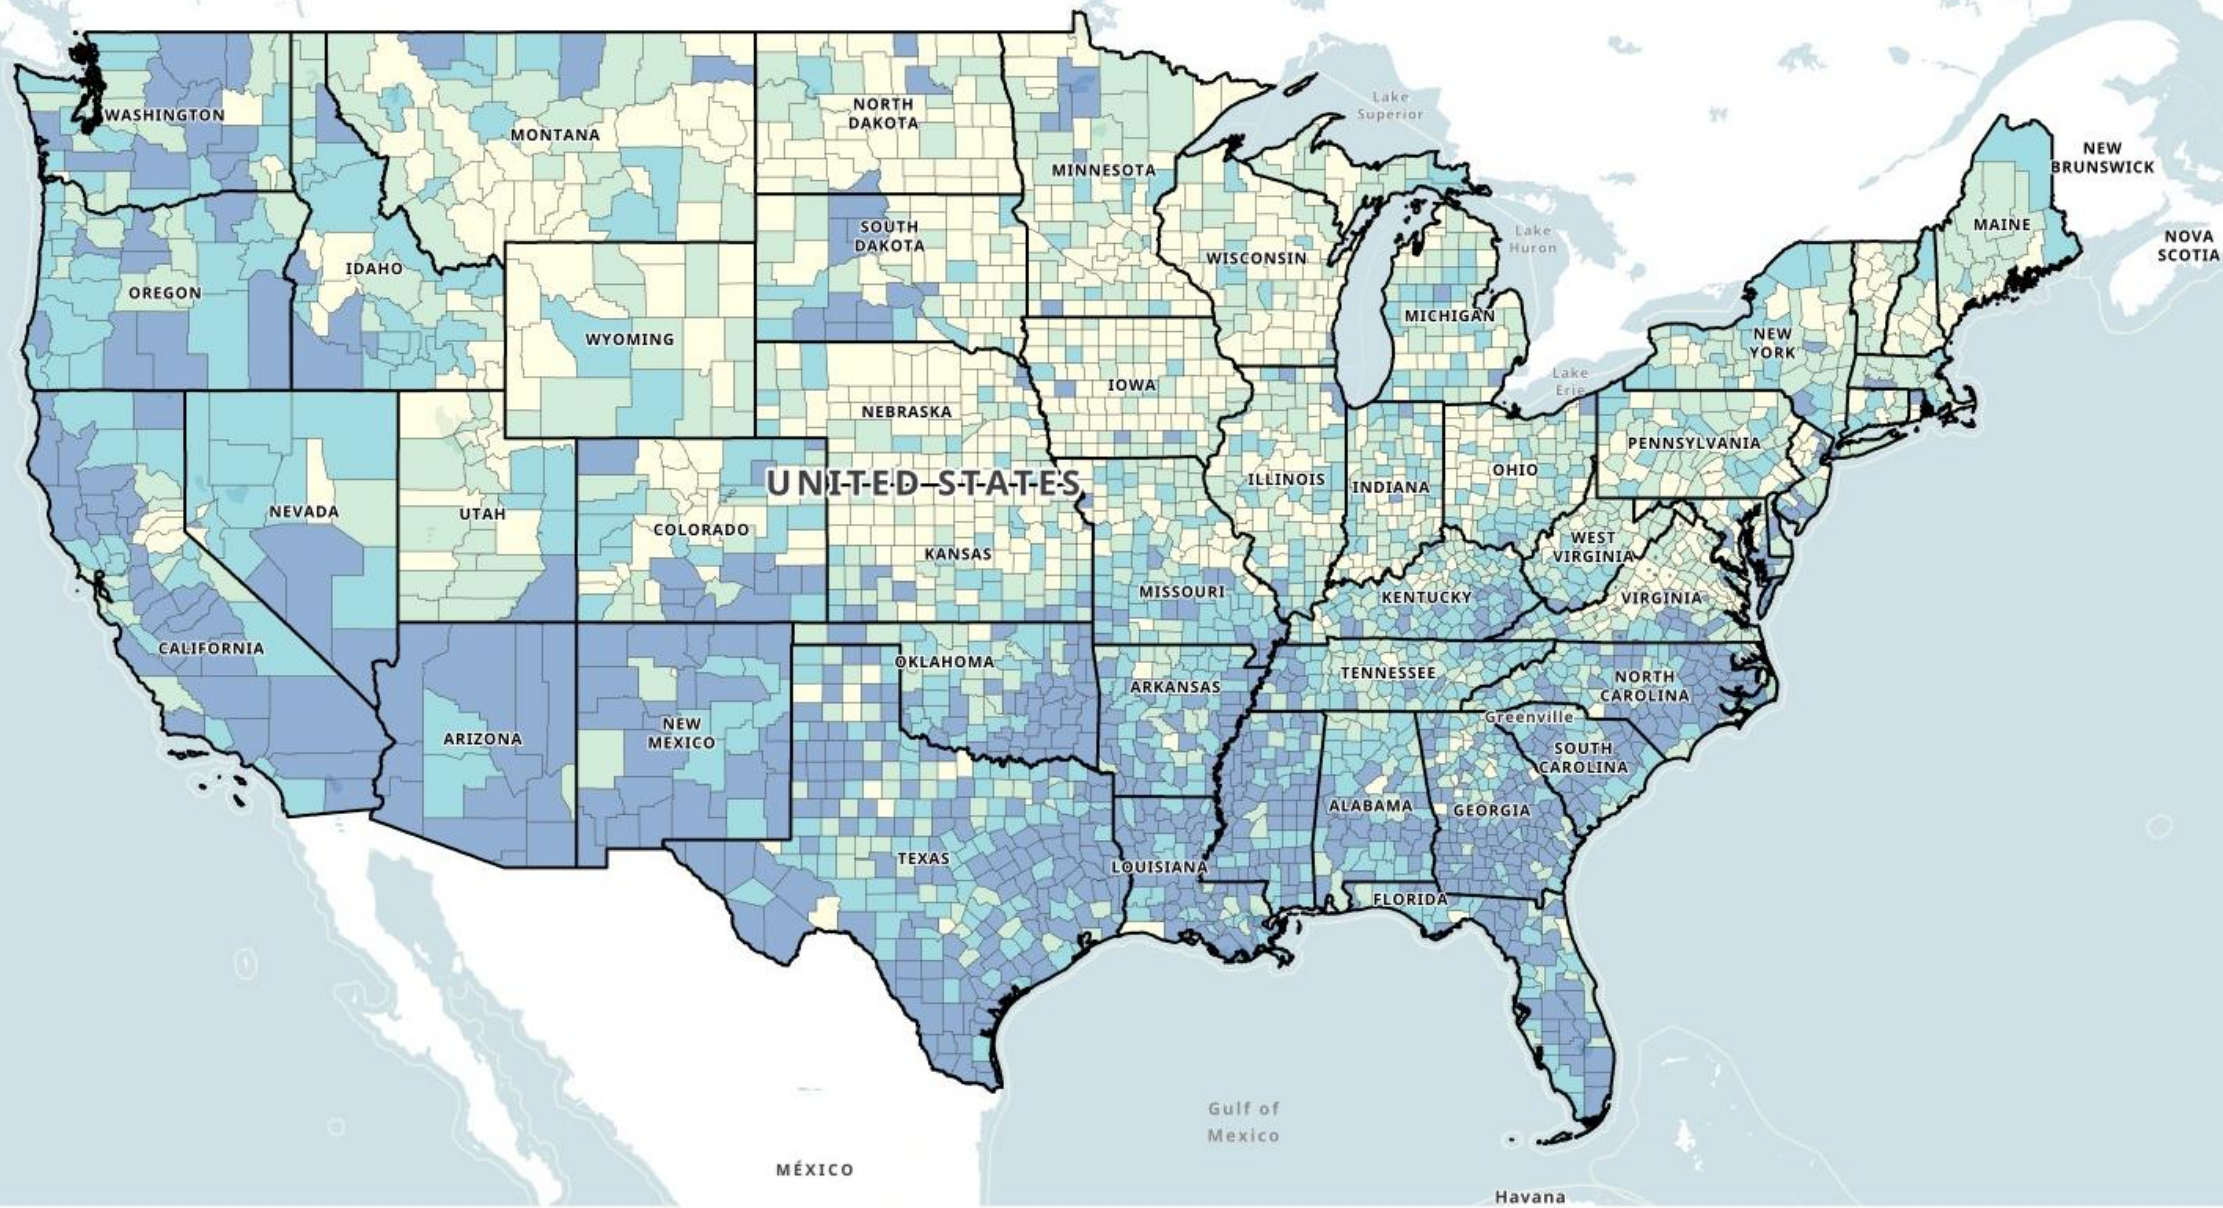 Lake
Superior
WASHINGTON
NORTH
DAKOTA
MONTANA
NEW
BRUNSWICK
MINNESOTA
MAINE
SOUTH
DAKOTA
Lake
Huron
NOVA
SCOTIA
WISCONSIN
IDAHO
OREGON
MICHIGAN
WYOMING
NEW
YORK
Lake
Erie
IOWA
NEBRASKA
PENNSYLVANIA
OHIO
UNITED STATES
ILLINOIS
INDIANA
NEVADA
UTAH
COLORADO
KANSAS
WEST
VIRGINIA
MISSOURI
KENTUCKY
VIRGINIA
CALIFORNIA
OKLAHOMA
TENNESSEE
ARKANSAS
NORTH
CAROLINA
Greenville
NEW
MEXICO
ARIZONA
SOUTH
CAROLINA
ALABAMA
GEORGIA
TEXAS
LOUISIANA
FLORIDA
Gulf of
Mexico
MÉXICO
Havana